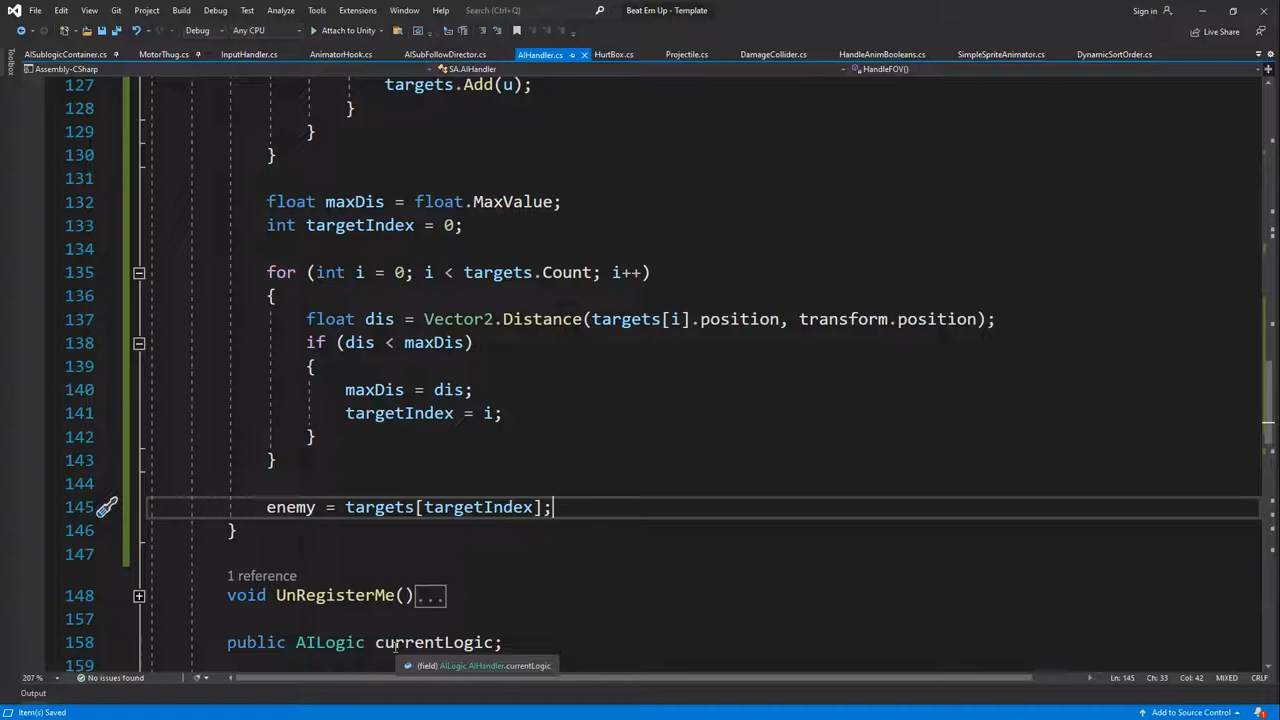 File Edit View Git Project Build Debug Test Analyze Tools Extensions Window Help Search (Ctrl+Q) Beat Em Up - Template Sign in
Debug Any CPU Attach to Unity Live Share
AISublogicContainer.cs MotorThug.cs InputHandler.cs AnimatorHook.cs AISubFollowDirector.cs AIHandler.cs HurtBox.cs Projectile.cs DamageCollider.cs HandleAnimBooleans.cs SimpleSpriteAnimator.cs DynamicSortOrder.cs
Toolbox
Assembly-CSharp SA.AIHandler HandleFOV()
127 targets.Add(u);
128 }
129 }
130 }
131
132 float maxDis = float.MaxValue;
133 int targetIndex = 0;
134
135 for (int i = 0; i < targets.Count; i++)
136 {
137 float dis = Vector2.Distance(targets[i].position, transform.position);
138 if (dis < maxDis)
139 {
140 maxDis = dis;
141 targetIndex = i;
142 }
143 }
144
145 enemy = targets[targetIndex];
146 }
147
1 reference
148 void UnRegisterMe()...
157
158 public AILogic currentLogic;
159 (field) AILogic AIHandler.currentLogic
207 % No issues found Ln: 145 Ch: 33 Col: 42 MIXED CRLF
Output
Item(s) Saved Add to Source Control